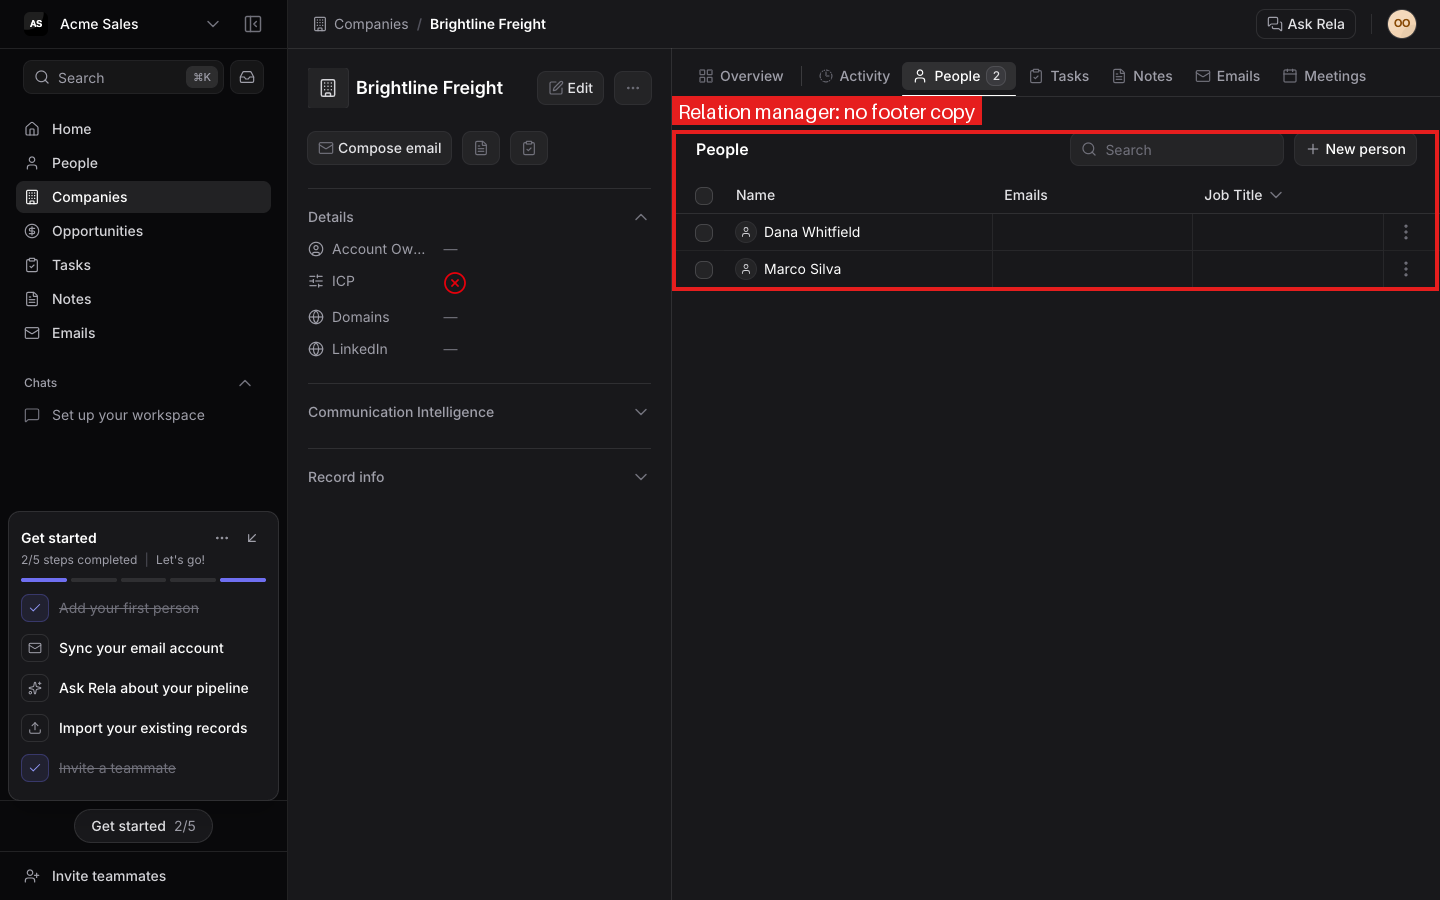 AS Acme Sales
Search ⌘K
Home
People
Companies
Opportunities
Tasks
Notes
Emails
Chats
Set up your workspace
Get started
2/5 steps completed | Let's go!
Add your first person
Sync your email account
Ask Rela about your pipeline
Import your existing records
Invite a teammate
Get started 2/5
Invite teammates
Companies / Brightline Freight
Ask Rela
OO
Brightline Freight
Edit
Compose email
Details
Account Ow... —
ICP
Domains —
LinkedIn —
Communication Intelligence
Record info
Overview
Activity
People 2
Tasks
Notes
Emails
Meetings
Relation manager: no footer copy
People
Search
New person
Name Emails Job Title
Dana Whitfield
Marco Silva